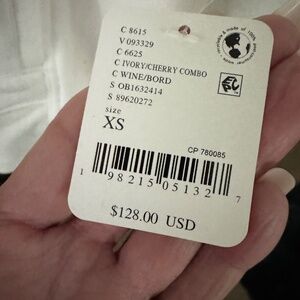 C 8615
V 093329
C 6625
C IVORY/CHERRY COMBO
C WINE/BORD
S OB1632414
S 89620272
size
XS
CP 780085
1 98215 05132 7
$128.00 USD